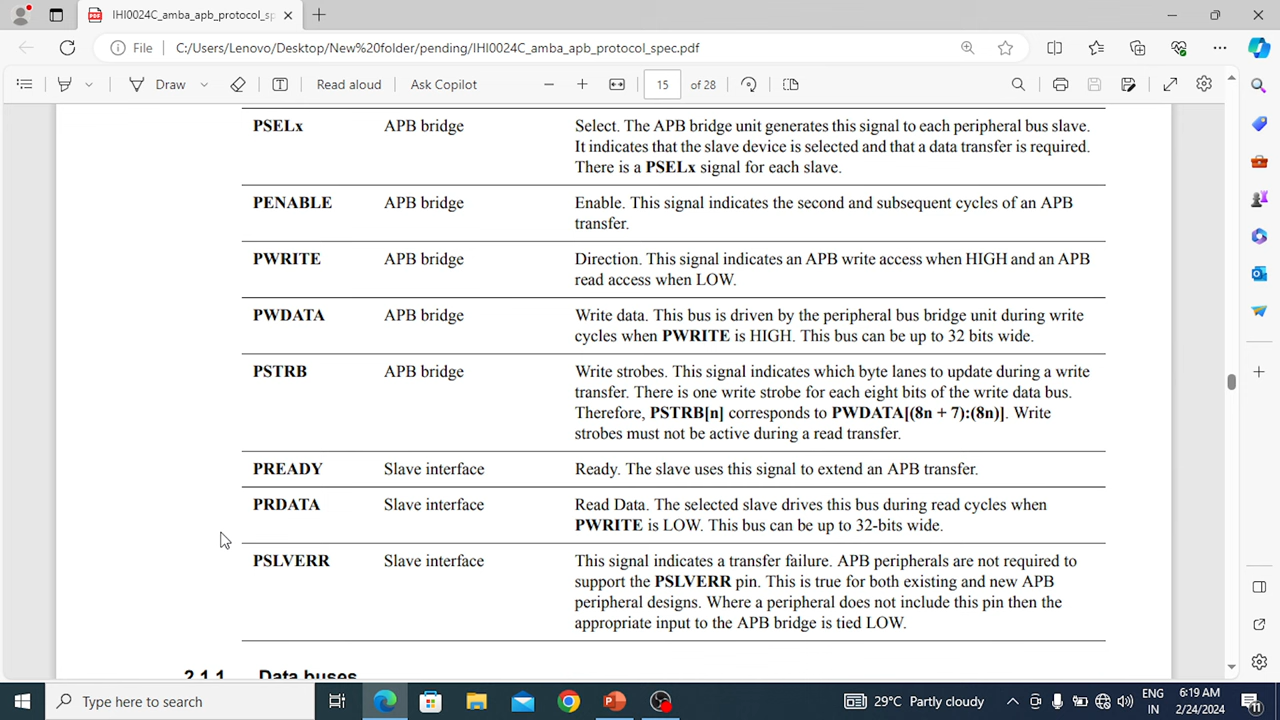 IHI0024C_amba_apb_protocol_sp
File
C:/Users/Lenovo/Desktop/New%20folder/pending/IHI0024C_amba_apb_protocol_spec.pdf
Draw
Read aloud
Ask Copilot
15 of 28
PSELx APB bridge Select. The APB bridge unit generates this signal to each peripheral bus slave.
It indicates that the slave device is selected and that a data transfer is required.
There is a PSELx signal for each slave.
PENABLE APB bridge Enable. This signal indicates the second and subsequent cycles of an APB
transfer.
PWRITE APB bridge Direction. This signal indicates an APB write access when HIGH and an APB
read access when LOW.
PWDATA APB bridge Write data. This bus is driven by the peripheral bus bridge unit during write
cycles when PWRITE is HIGH. This bus can be up to 32 bits wide.
PSTRB APB bridge Write strobes. This signal indicates which byte lanes to update during a write
transfer. There is one write strobe for each eight bits of the write data bus.
Therefore, PSTRB[n] corresponds to PWDATA[(8n + 7):(8n)]. Write
strobes must not be active during a read transfer.
PREADY Slave interface Ready. The slave uses this signal to extend an APB transfer.
PRDATA Slave interface Read Data. The selected slave drives this bus during read cycles when
PWRITE is LOW. This bus can be up to 32-bits wide.
PSLVERR Slave interface This signal indicates a transfer failure. APB peripherals are not required to
support the PSLVERR pin. This is true for both existing and new APB
peripheral designs. Where a peripheral does not include this pin then the
appropriate input to the APB bridge is tied LOW.
2.1.1 Data buses
Type here to search
29°C Partly cloudy
ENG
IN
6:19 AM
2/24/2024
11